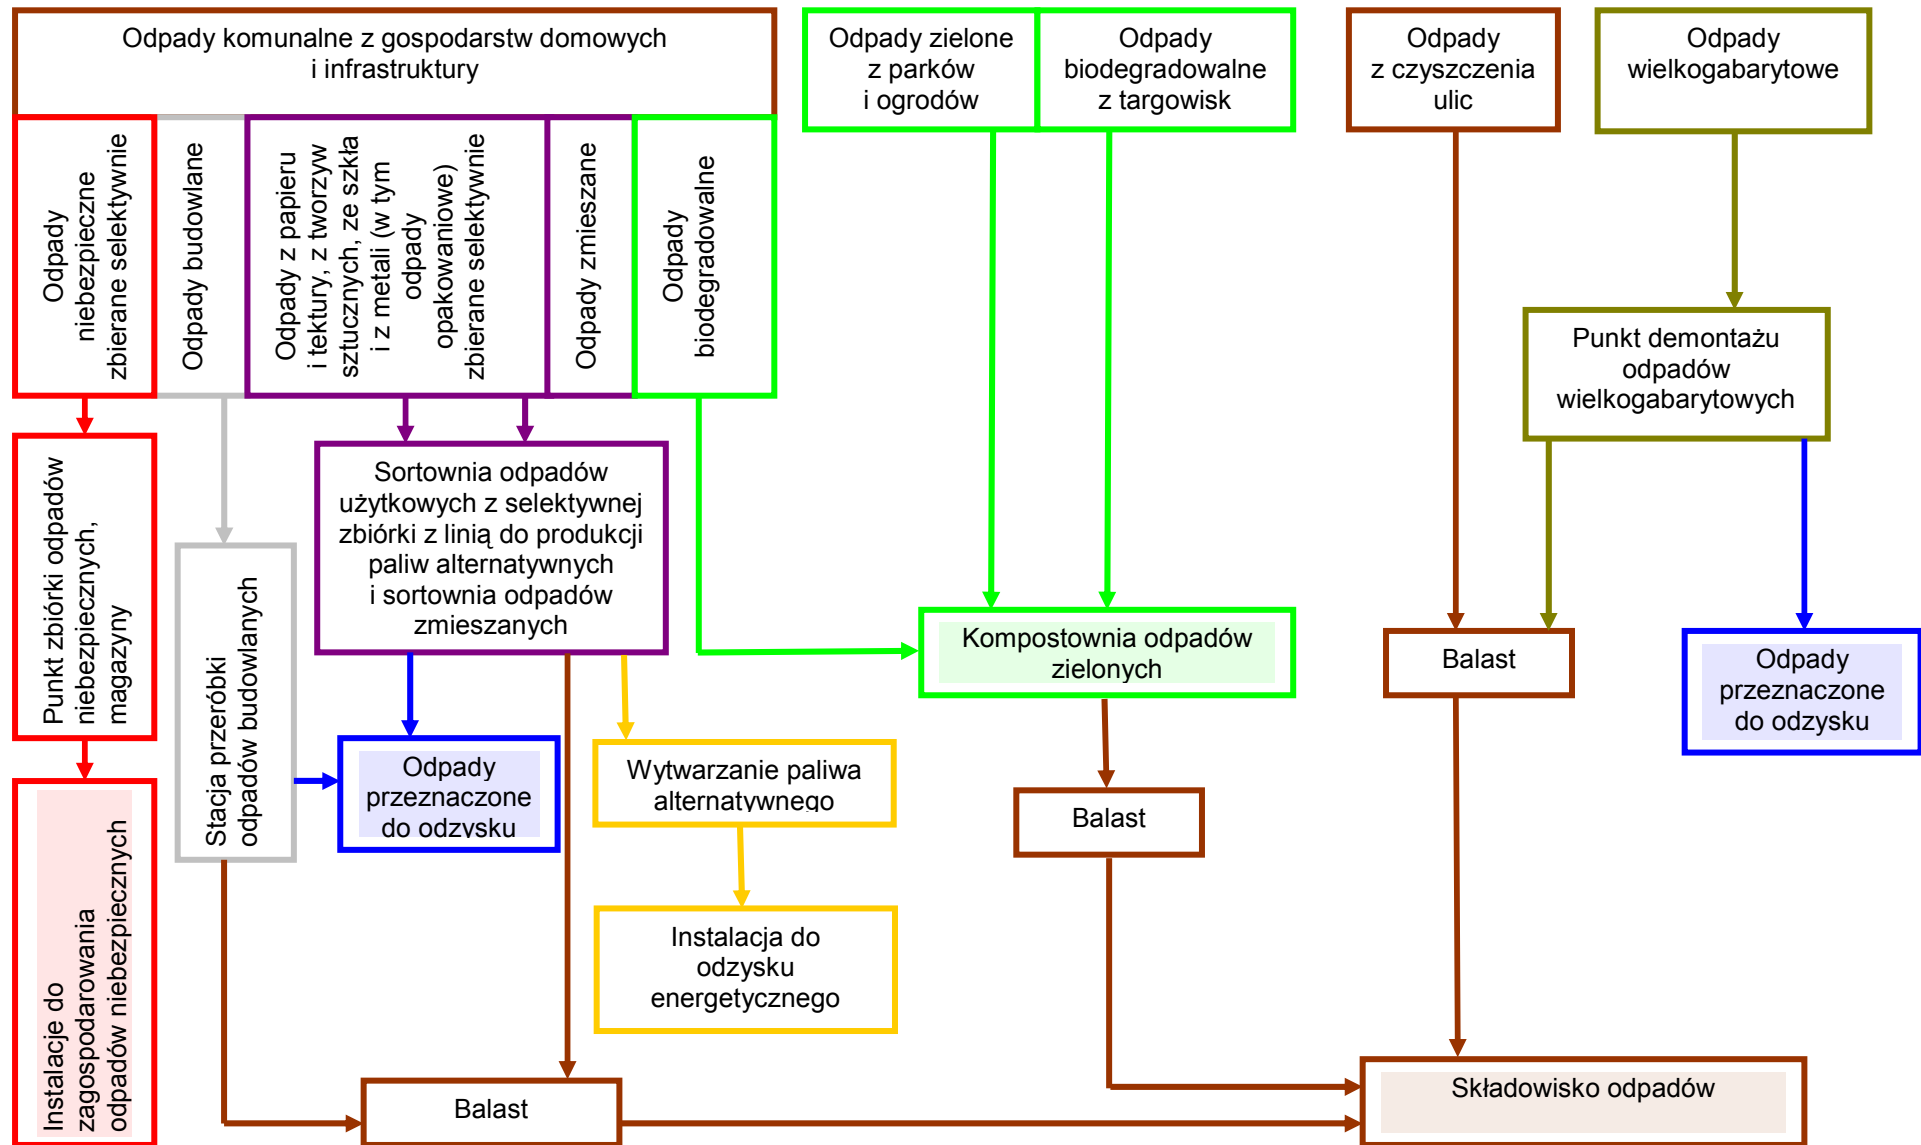 Odpady komunalne z gospodarstw domowych
i infrastruktury
Odpady zielone
z parków
i ogrodów
Odpady
biodegradowalne
z targowisk
Odpady
z czyszczenia
ulic
Odpady
wielkogabarytowe
Odpady
niebezpieczne
zbierane selektywnie
Odpady budowlane
Odpady z papieru
i tektury, z tworzyw
sztucznych, ze szkła
i z metali (w tym
odpady
opakowaniowe)
zbierane selektywnie
Odpady zmieszane
Odpady
biodegradowalne
Punkt demontażu
odpadów
wielkogabarytowych
Punkt zbiórki odpadów
niebezpiecznych,
magazyny
Sortownia odpadów
użytkowych z selektywnej
zbiórki z linią do produkcji
paliw alternatywnych
i sortownia odpadów
zmieszanych
Stacja przeróbki
odpadów budowlanych
Kompostownia odpadów
zielonych
Balast
Odpady
przeznaczone
do odzysku
Odpady
przeznaczone
do odzysku
Wytwarzanie paliwa
alternatywnego
Balast
Instalacje do
zagospodarowania
odpadów niebezpiecznych
Instalacja do
odzysku
energetycznego
Balast
Składowisko odpadów